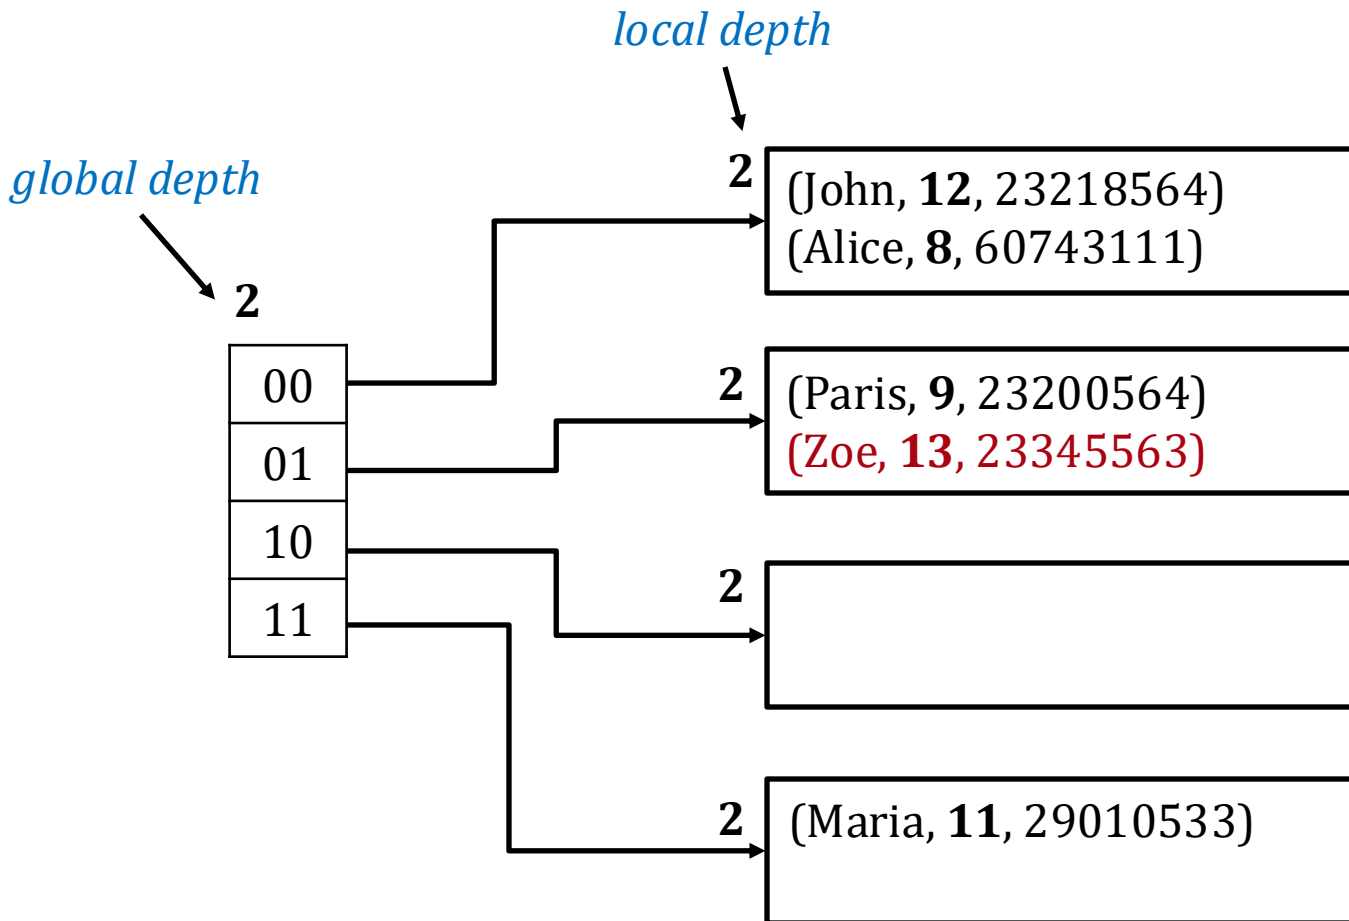 local depth
global depth
2
00
01
10
11
2
(John, 12, 23218564)
(Alice, 8, 60743111)
2
(Paris, 9, 23200564)
(Zoe, 13, 23345563)
2
2
(Maria, 11, 29010533)